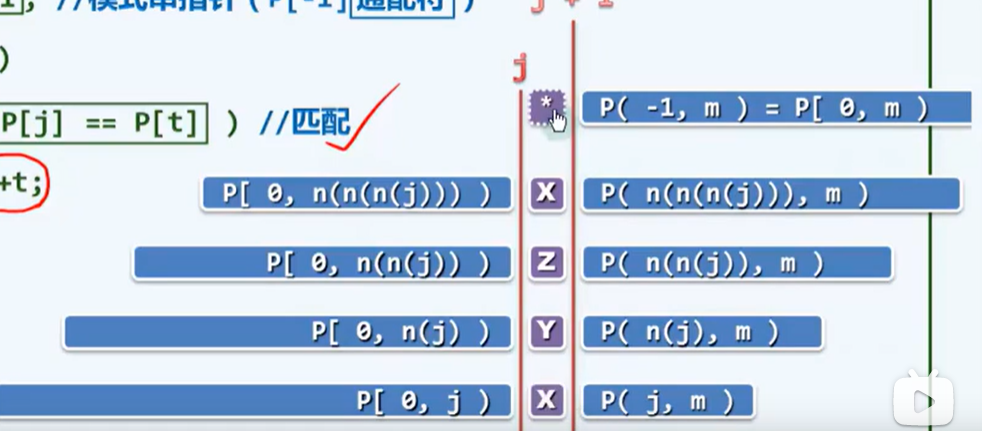 1; //模式串指针（P[-1]通配符）
j + 1
)
j
P[j] == P[t] ) //匹配
* P( -1, m ) = P[ 0, m )
+t;
P[ 0, n(n(n(j))) ) X P( n(n(n(j))), m )
P[ 0, n(n(j)) ) Z P( n(n(j)), m )
P[ 0, n(j) ) Y P( n(j), m )
P[ 0, j ) X P( j, m )